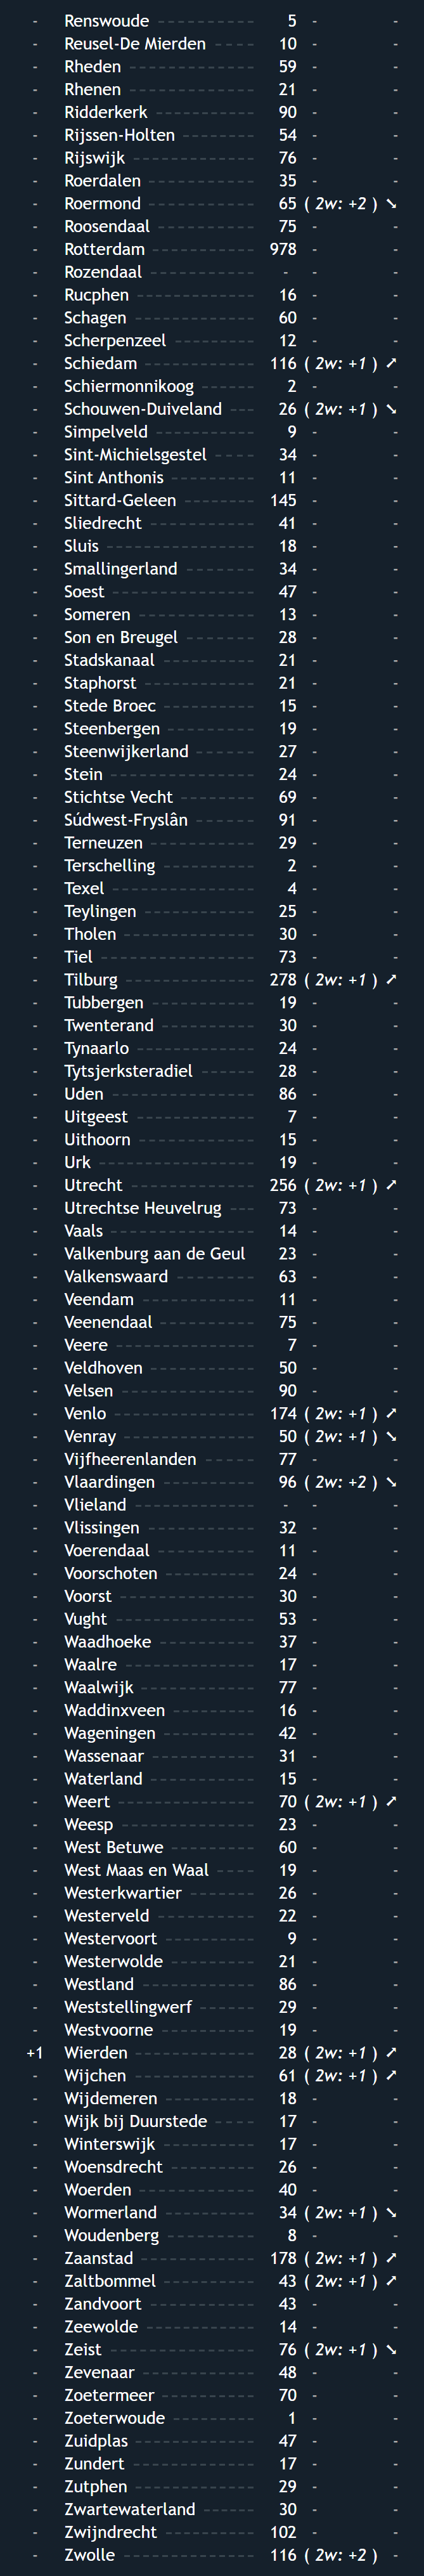 - Renswoude ---------- 5 - -
- Reusel-De Mierden ---- 10 - -
- Rheden ------------ 59 - -
- Rhenen ------------ 21 - -
- Ridderkerk ---------- 90 - -
- Rijssen-Holten ------- 54 - -
- Rijswijk ------------ 76 - -
- Roerdalen ---------- 35 - -
- Roermond ---------- 65 ( 2w: +2 ) ➘
- Roosendaal --------- 75 - -
- Rotterdam ---------- 978 - -
- Rozendaal ---------- - -
- Rucphen ----------- 16 - -
- Schagen ------------ 60 - -
- Scherpenzeel -------- 12 - -
- Schiedam ----------- 116 ( 2w: +1 ) ➚
- Schiermonnikoog ----- 2 - -
- Schouwen-Duiveland --- 26 ( 2w: +1 ) ➘
- Simpelveld ---------- 9 - -
- Sint-Michielsgestel ---- 34 - -
- Sint Anthonis -------- 11 - -
- Sittard-Geleen ------- 145 - -
- Sliedrecht ---------- 41 - -
- Sluis -------------- 18 - -
- Smallingerland ------- 34 - -
- Soest -------------- 47 - -
- Someren ----------- 13 - -
- Son en Breugel ------- 28 - -
- Stadskanaal --------- 21 - -
- Staphorst ----------- 21 - -
- Stede Broec --------- 15 - -
- Steenbergen -------- 19 - -
- Steenwijkerland ------ 27 - -
- Stein -------------- 24 - -
- Stichtse Vecht ------- 69 - -
- Súdwest-Fryslân ------ 91 - -
- Terneuzen ---------- 29 - -
- Terschelling --------- 2 - -
- Texel ------------- 4 - -
- Teylingen ---------- 25 - -
- Tholen ------------ 30 - -
- Tiel --------------- 73 - -
- Tilburg ------------ 278 ( 2w: +1 ) ➚
- Tubbergen ---------- 19 - -
- Twenterand --------- 30 - -
- Tynaarlo ----------- 24 - -
- Tytsjerksteradiel ----- 28 - -
- Uden -------------- 86 - -
- Uitgeest ----------- 7 - -
- Uithoorn ----------- 15 - -
- Urk --------------- 19 - -
- Utrecht ------------ 256 ( 2w: +1 ) ➚
- Utrechtse Heuvelrug --- 73 - -
- Vaals -------------- 14 - -
- Valkenburg aan de Geul 23 - -
- Valkenswaard ------- 63 - -
- Veendam ----------- 11 - -
- Veenendaal --------- 75 - -
- Veere ------------- 7 - -
- Veldhoven ---------- 50 - -
- Velsen ------------ 90 - -
- Venlo ------------- 174 ( 2w: +1 ) ➚
- Venray ------------ 50 ( 2w: +1 ) ➘
- Vijfheerenlanden ----- 77 - -
- Vlaardingen --------- 96 ( 2w: +2 ) ➘
- Vlieland ----------- - -
- Vlissingen ---------- 32 - -
- Voerendaal --------- 11 - -
- Voorschoten -------- 24 - -
- Voorst ------------ 30 - -
- Vught ------------- 53 - -
- Waadhoeke --------- 37 - -
- Waalre ------------ 17 - -
- Waalwijk ----------- 77 - -
- Waddinxveen ------- 16 - -
- Wageningen -------- 42 - -
- Wassenaar ---------- 31 - -
- Waterland ---------- 15 - -
- Weert ------------- 70 ( 2w: +1 ) ➚
- Weesp ------------ 23 - -
- West Betuwe -------- 60 - -
- West Maas en Waal ---- 19 - -
- Westerkwartier ------ 26 - -
- Westerveld --------- 22 - -
- Westervoort --------- 9 - -
- Westerwolde -------- 21 - -
- Westland ----------- 86 - -
- Weststellingwerf ----- 29 - -
- Westvoorne --------- 19 - -
+1 Wierden ----------- 28 ( 2w: +1 ) ➚
- Wijchen ----------- 61 ( 2w: +1 ) ➚
- Wijdemeren --------- 18 - -
- Wijk bij Duurstede ---- 17 - -
- Winterswijk --------- 17 - -
- Woensdrecht -------- 26 - -
- Woerden ----------- 40 - -
- Wormerland -------- 34 ( 2w: +1 ) ➘
- Woudenberg -------- 8 - -
- Zaanstad ----------- 178 ( 2w: +1 ) ➚
- Zaltbommel --------- 43 ( 2w: +1 ) ➚
- Zandvoort ---------- 43 - -
- Zeewolde ---------- 14 - -
- Zeist ------------- 76 ( 2w: +1 ) ➘
- Zevenaar ---------- 48 - -
- Zoetermeer --------- 70 - -
- Zoeterwoude -------- 1 - -
- Zuidplas ----------- 47 - -
- Zundert ----------- 17 - -
- Zutphen ----------- 29 - -
- Zwartewaterland ----- 30 - -
- Zwijndrecht --------- 102 - -
- Zwolle ------------ 116 ( 2w: +2 ) -